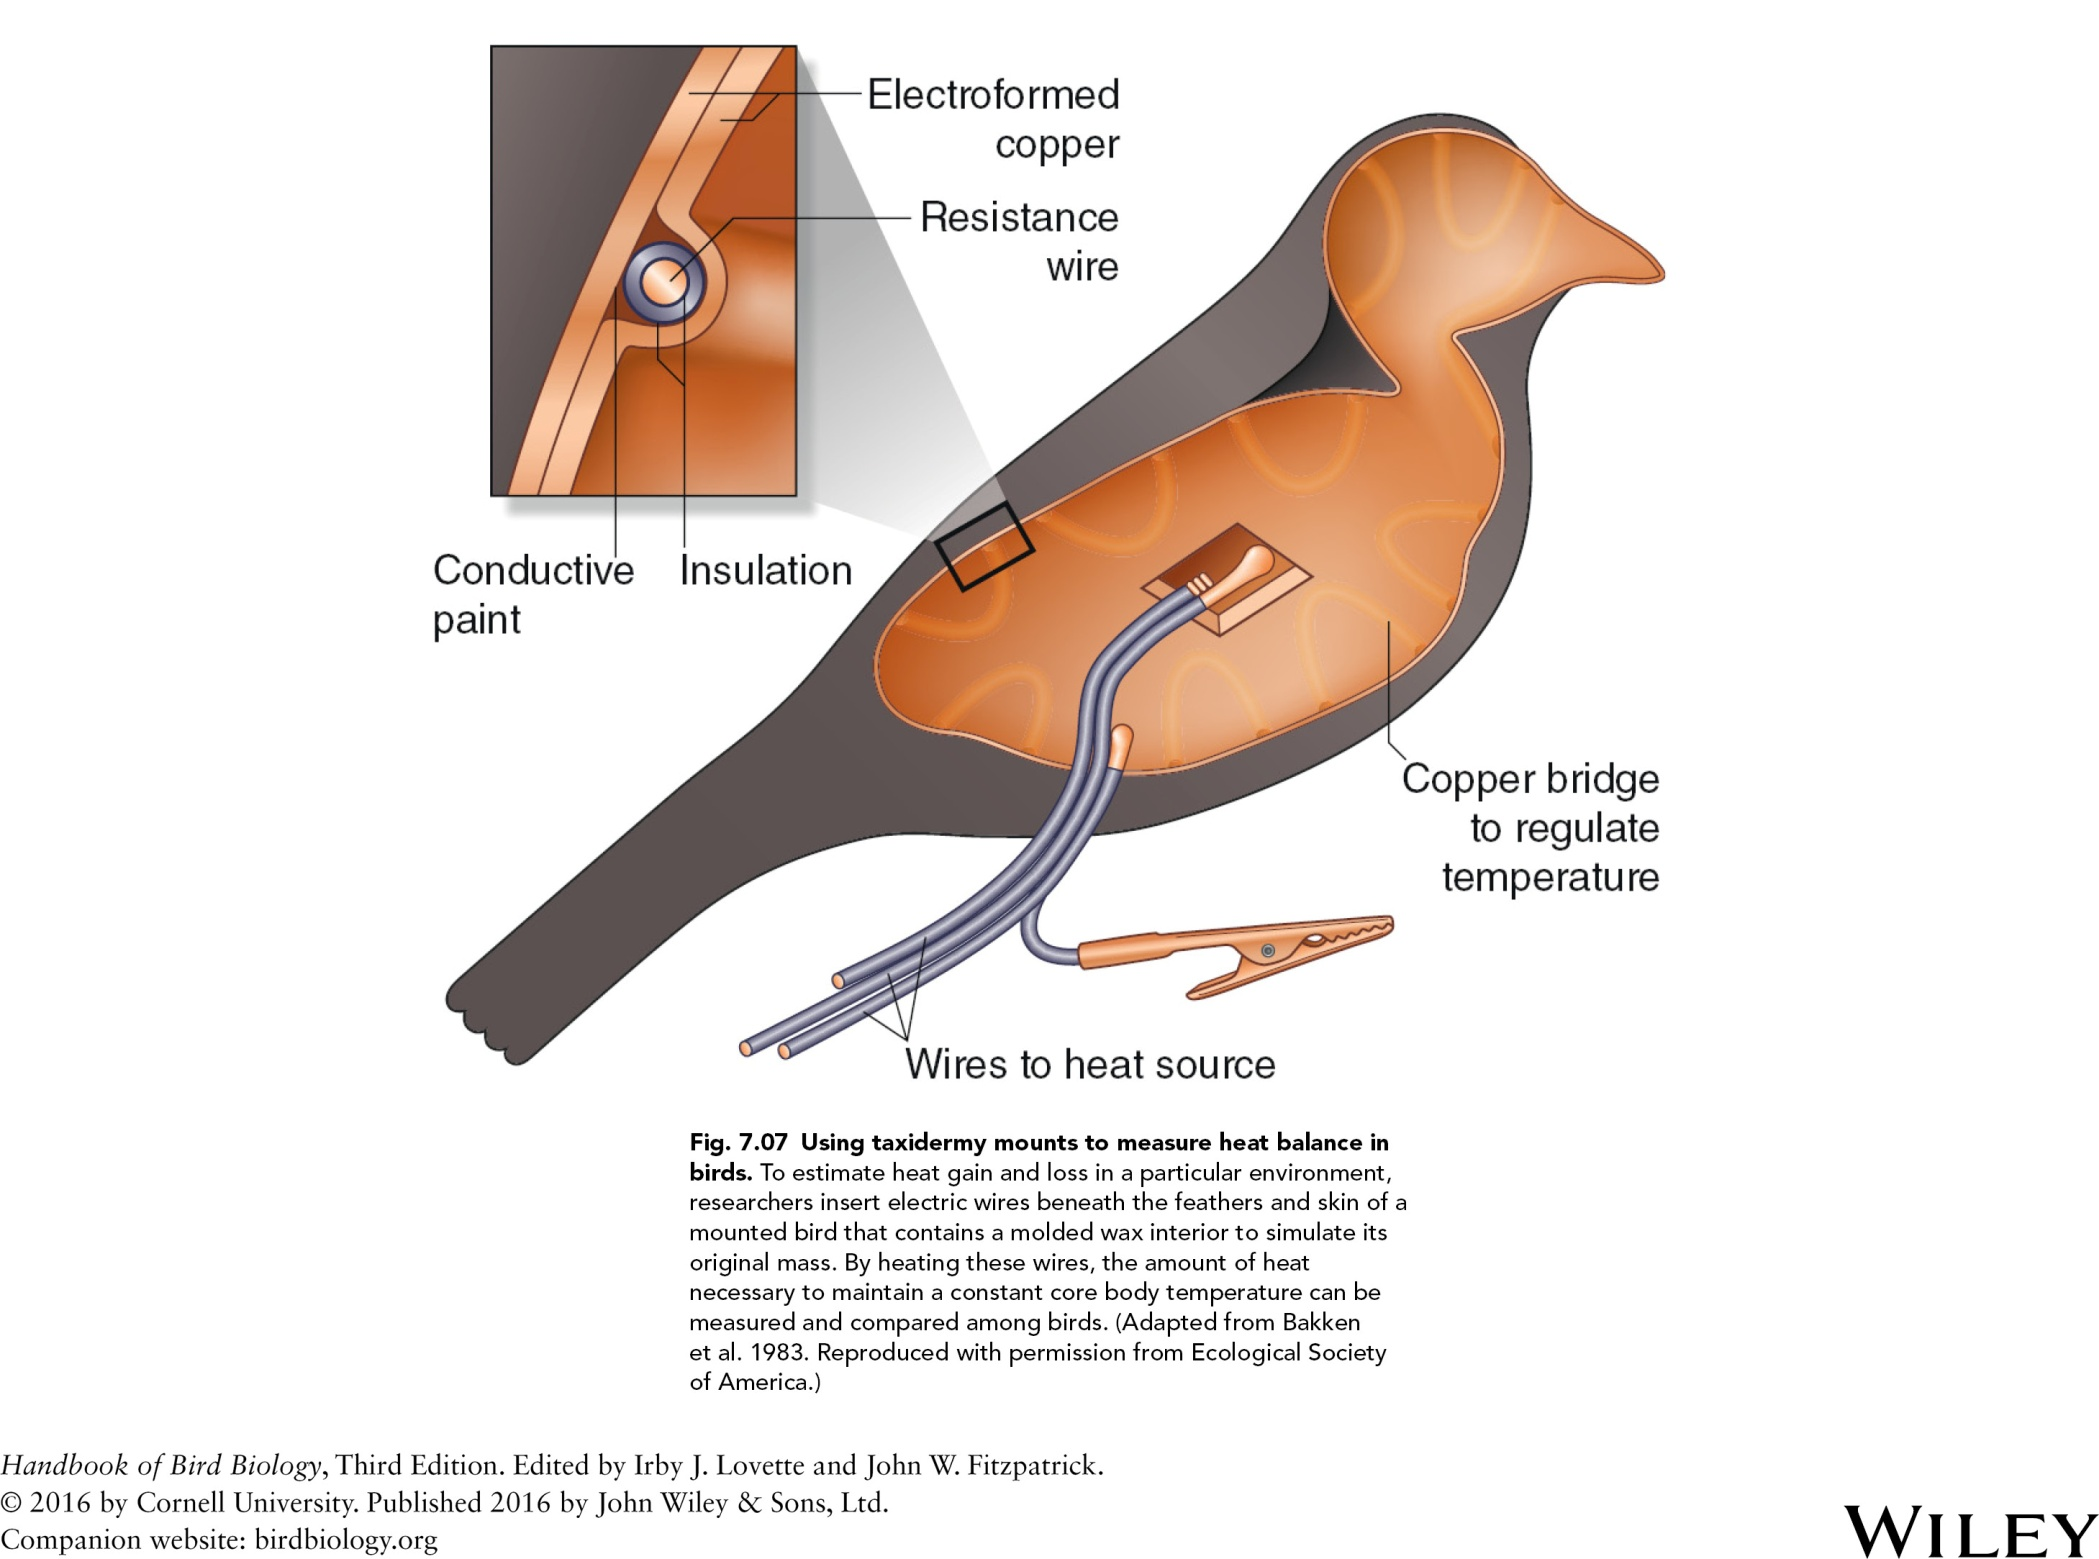 Electroformed
copper
Resistance
wire
Conductive
paint
Insulation
Copper bridge
to regulate
temperature
Wires to heat source
Fig. 7.07 Using taxidermy mounts to measure heat balance in
birds. To estimate heat gain and loss in a particular environment,
researchers insert electric wires beneath the feathers and skin of a
mounted bird that contains a molded wax interior to simulate its
original mass. By heating these wires, the amount of heat
necessary to maintain a constant core body temperature can be
measured and compared among birds. (Adapted from Bakken
et al. 1983. Reproduced with permission from Ecological Society
of America.)
Handbook of Bird Biology, Third Edition. Edited by Irby J. Lovette and John W. Fitzpatrick.
© 2016 by Cornell University. Published 2016 by John Wiley & Sons, Ltd.
Companion website: birdbiology.org
WILEY